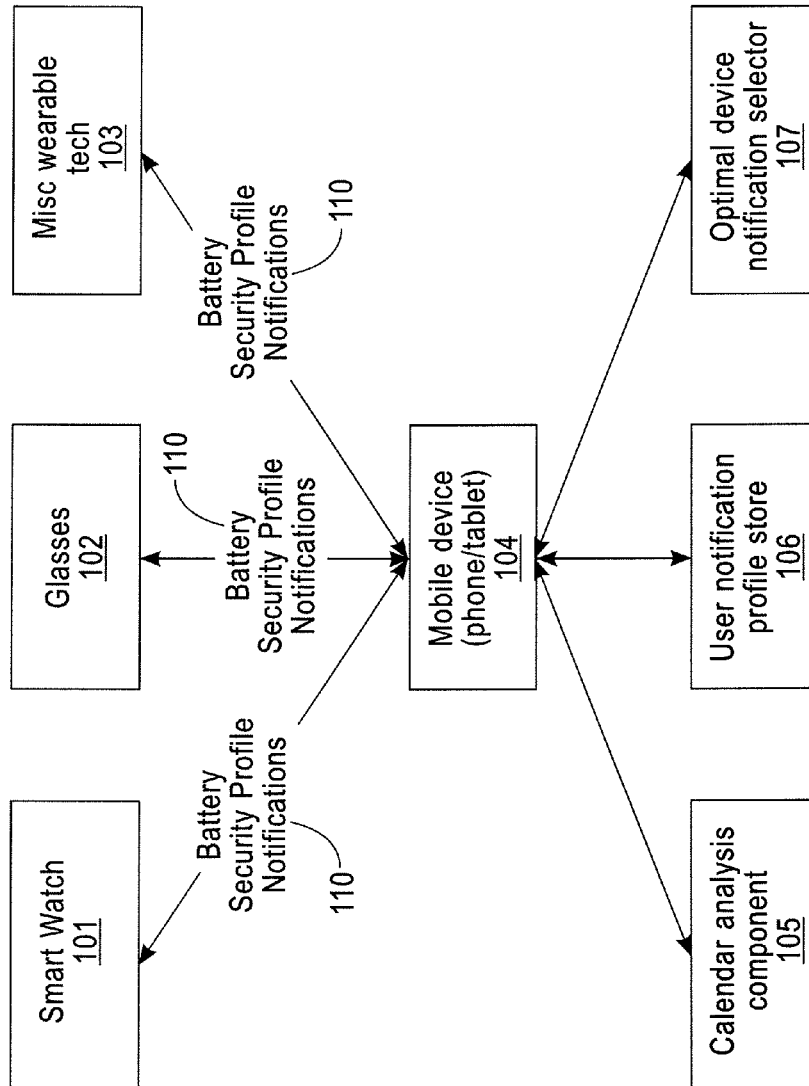 Smart Watch
101
Glasses
102
Misc wearable
tech
103
Battery
Security Profile
Notifications
110
Battery
Security Profile
Notifications
110
Battery
Security Profile
Notifications
110
Mobile device
(phone/tablet)
104
Calendar analysis
component
105
User notification
profile store
106
Optimal device
notification selector
107